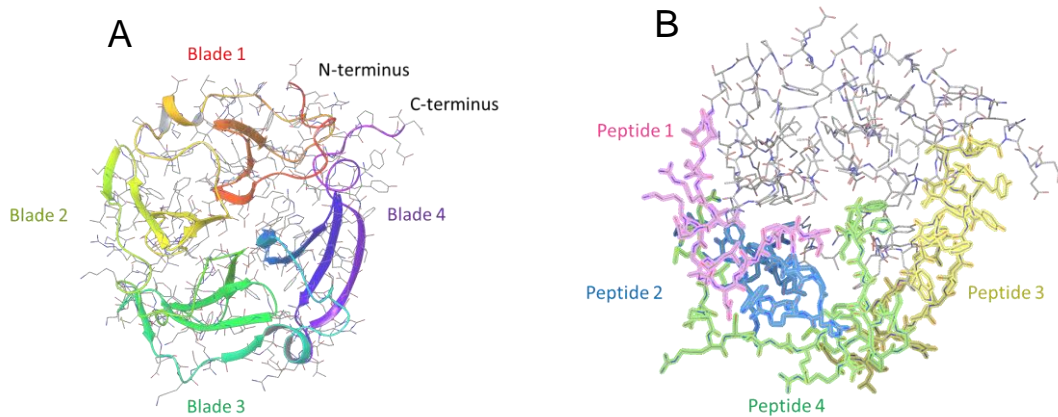 A
Blade 1
N-terminus
C-terminus
Blade 2
Blade 4
Blade 3
B
Peptide 1
Peptide 2
Peptide 3
Peptide 4